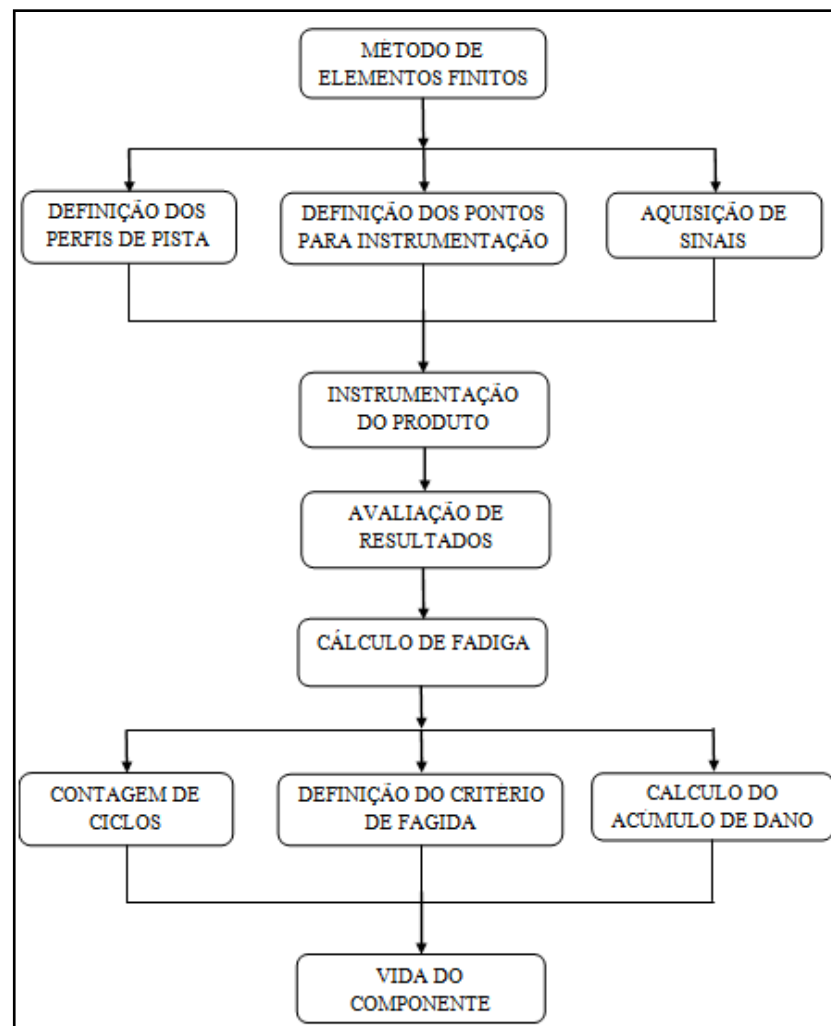 MÉTODO DE
ELEMENTOS FINITOS
DEFINIÇÃO DOS
PERFIS DE PISTA
DEFINIÇÃO DOS PONTOS
PARA INSTRUMENTAÇÃO
AQUISIÇÃO DE
SINAIS
INSTRUMENTAÇÃO
DO PRODUTO
AVALIAÇÃO DE
RESULTADOS
CÁLCULO DE FADIGA
CONTAGEM DE
CICLOS
DEFINIÇÃO DO CRITÉRIO
DE FAGIDA
CALCULO DO
ACÚMULO DE DANO
VIDA DO
COMPONENTE